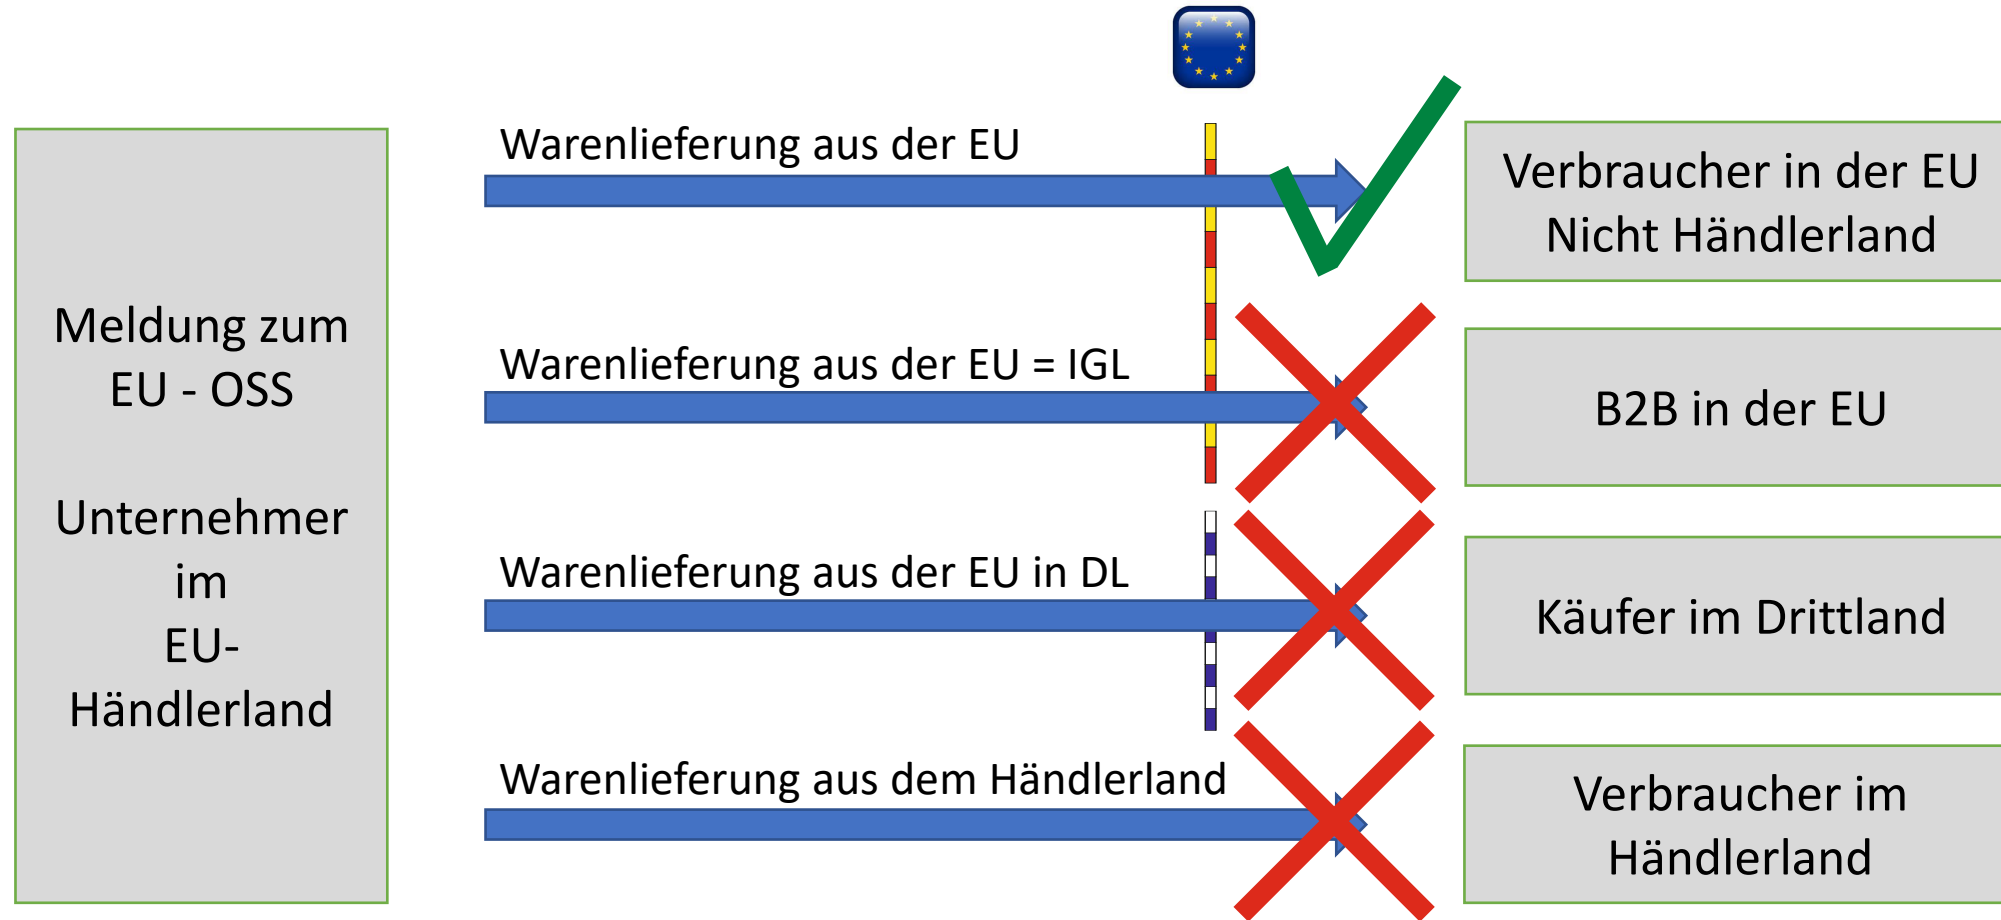 Meldung zum
EU - OSS
Unternehmer
im
EU-
Händlerland
Warenlieferung aus der EU
Verbraucher in der EU
Nicht Händlerland
Warenlieferung aus der EU = IGL
B2B in der EU
Warenlieferung aus der EU in DL
Käufer im Drittland
Warenlieferung aus dem Händlerland
Verbraucher im
Händlerland